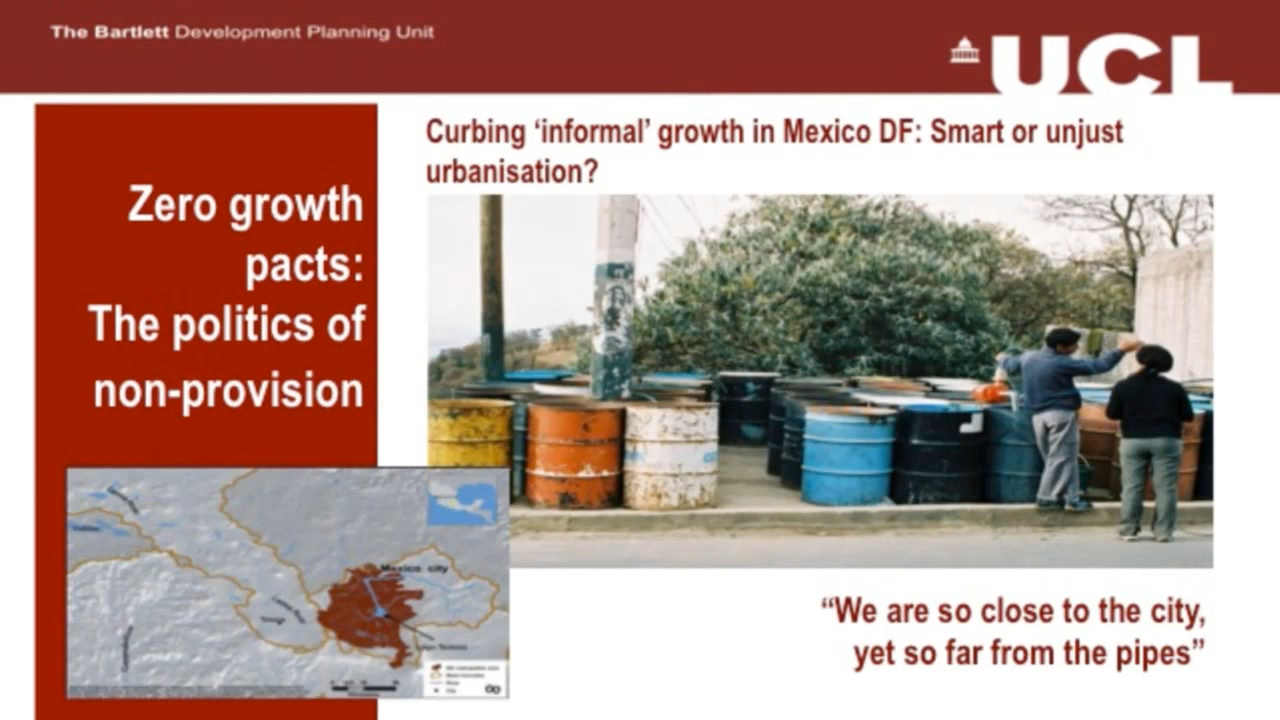 The Bartlett Development Planning Unit
UCL
Zero growth
pacts:
The politics of
non-provision
Curbing ‘informal’ growth in Mexico DF: Smart or unjust
urbanisation?
Mexico city
“We are so close to the city,
yet so far from the pipes”